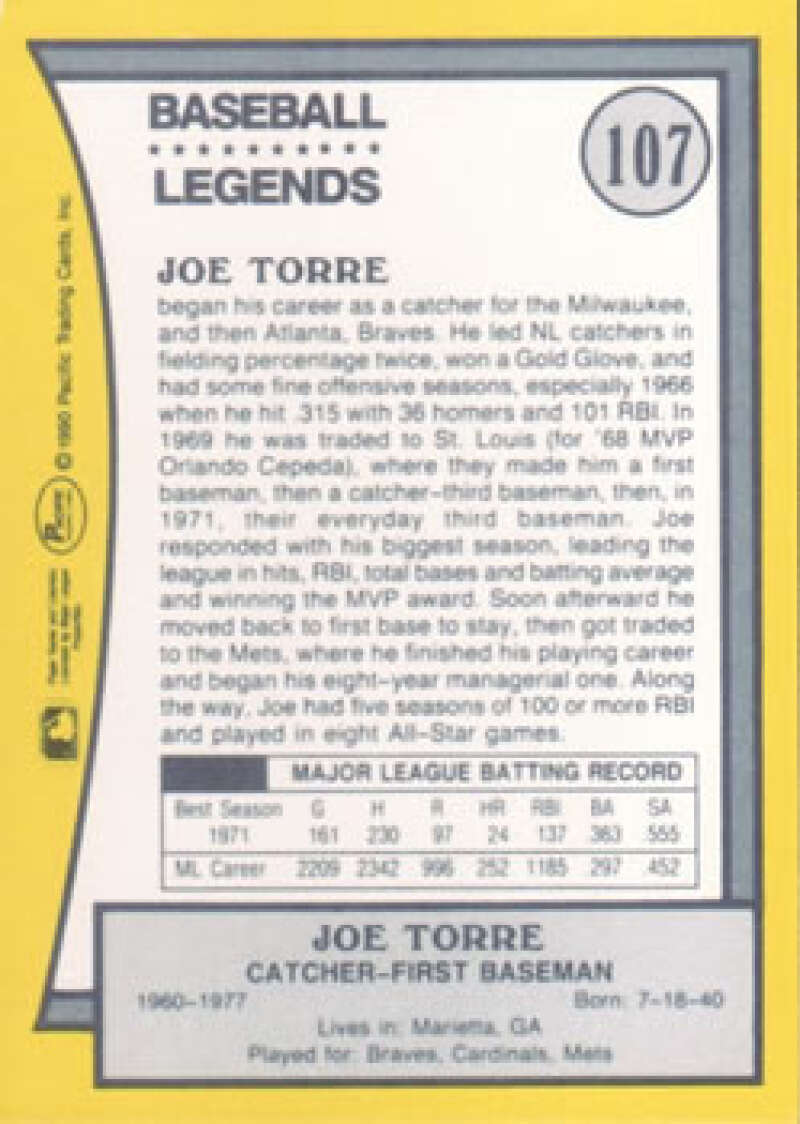 BASEBALL
LEGENDS
107
JOE TORRE
began his career as a catcher for the Milwaukee,
and then Atlanta, Braves. He led NL catchers in
fielding percentage twice, won a Gold Glove, and
had some fine offensive seasons, especially 1966
when he hit .315 with 36 homers and 101 RBI. In
1969 he was traded to St. Louis (for '68 MVP
Orlando Cepeda), where they made him a first
baseman, then a catcher-third baseman, then, in
1971, their everyday third baseman. Joe
responded with his biggest season, leading the
league in hits, RBI, total bases and batting average
and winning the MVP award. Soon afterward he
moved back to first base to stay, then got traded
to the Mets, where he finished his playing career
and began his eight-year managerial one. Along
the way, Joe had five seasons of 100 or more RBI
and played in eight All-Star games.
MAJOR LEAGUE BATTING RECORD
Best Season G H R HR RBI BA SA
1971 161 230 97 24 137 .363 .555
ML Career 2209 2342 996 252 1185 .297 .452
JOE TORRE
CATCHER-FIRST BASEMAN
1960-1977 Born: 7-18-40
Lives in: Marietta, GA
Played for: Braves, Cardinals, Mets
PACIFIC © 1990 Pacific Trading Cards, Inc.